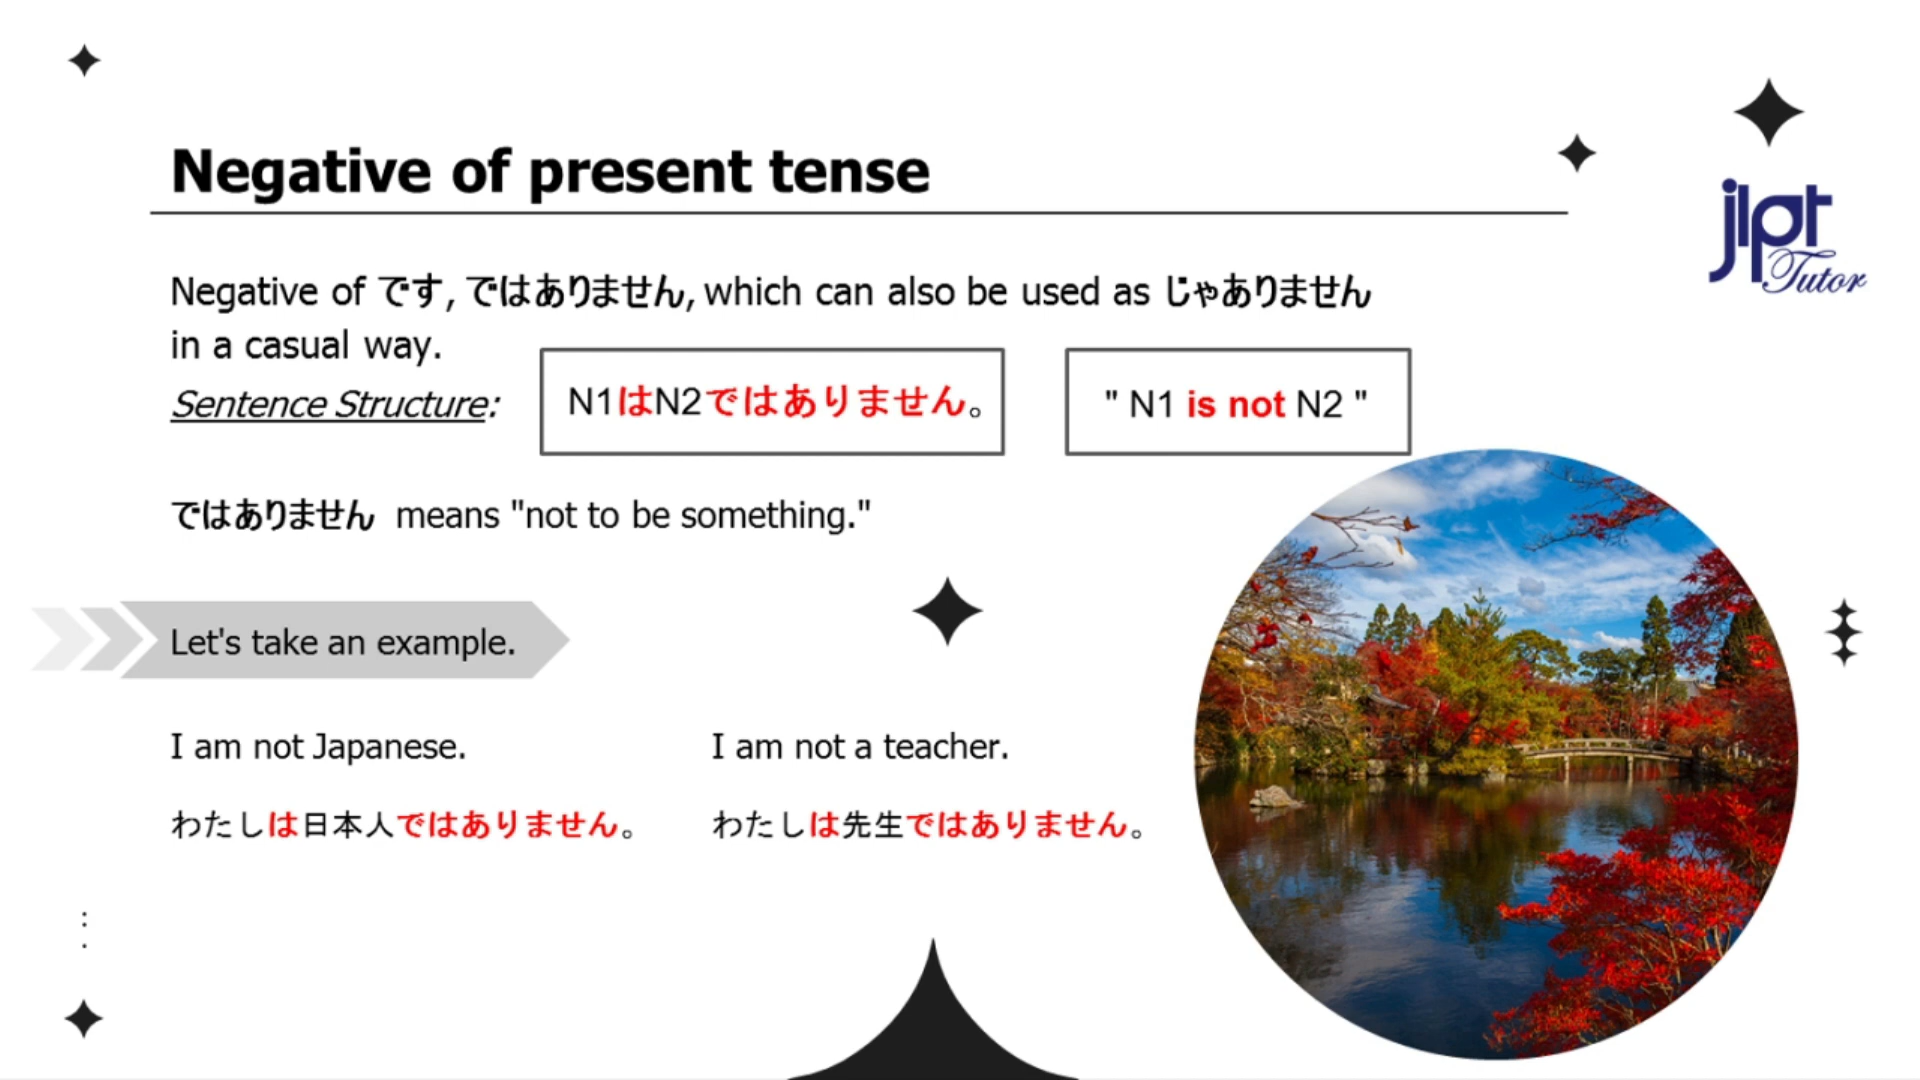 Negative of present tense
jlpt
Tutor
Negative of です, ではありません, which can also be used as じゃありません
in a casual way.
Sentence Structure:
N1はN2ではありません。
" N1 is not N2 "
ではありません means "not to be something."
Let's take an example.
I am not Japanese.
I am not a teacher.
わたしは日本人ではありません。
わたしは先生ではありません。